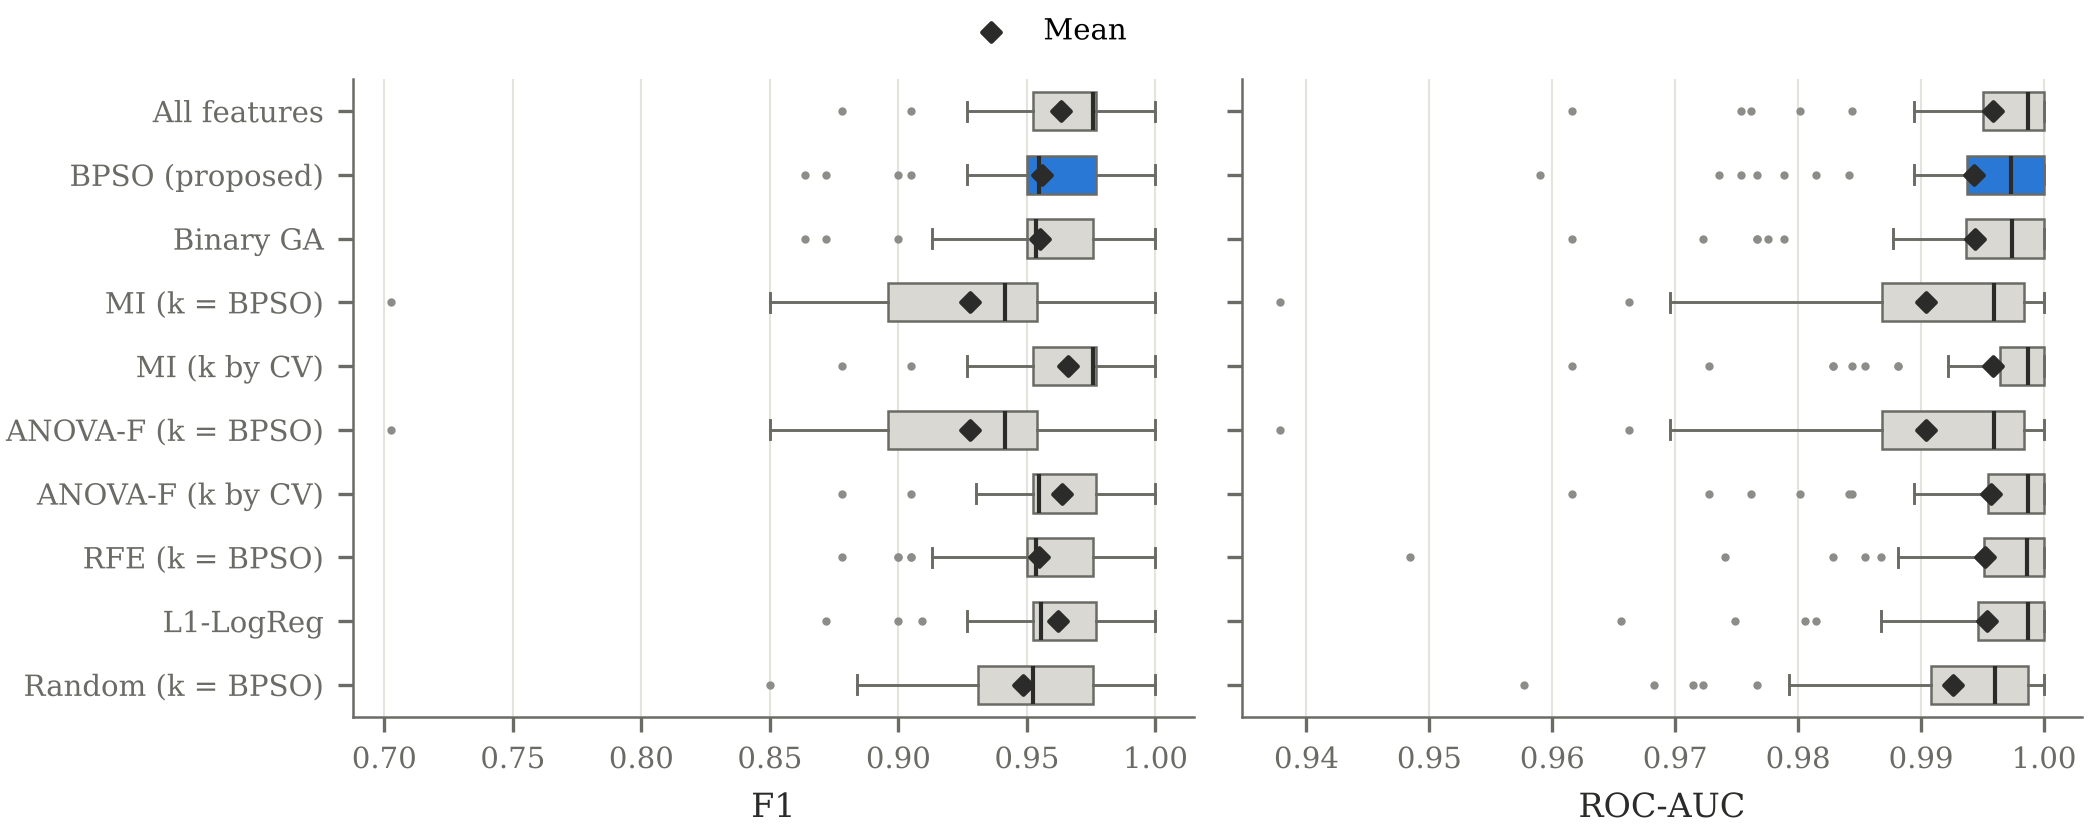 Mean
All features
BPSO (proposed)
Binary GA
MI (k = BPSO)
MI (k by CV)
ANOVA-F (k = BPSO)
ANOVA-F (k by CV)
RFE (k = BPSO)
L1-LogReg
Random (k = BPSO)
0.70 0.75 0.80 0.85 0.90 0.95 1.00
F1
0.94 0.95 0.96 0.97 0.98 0.99 1.00
ROC-AUC